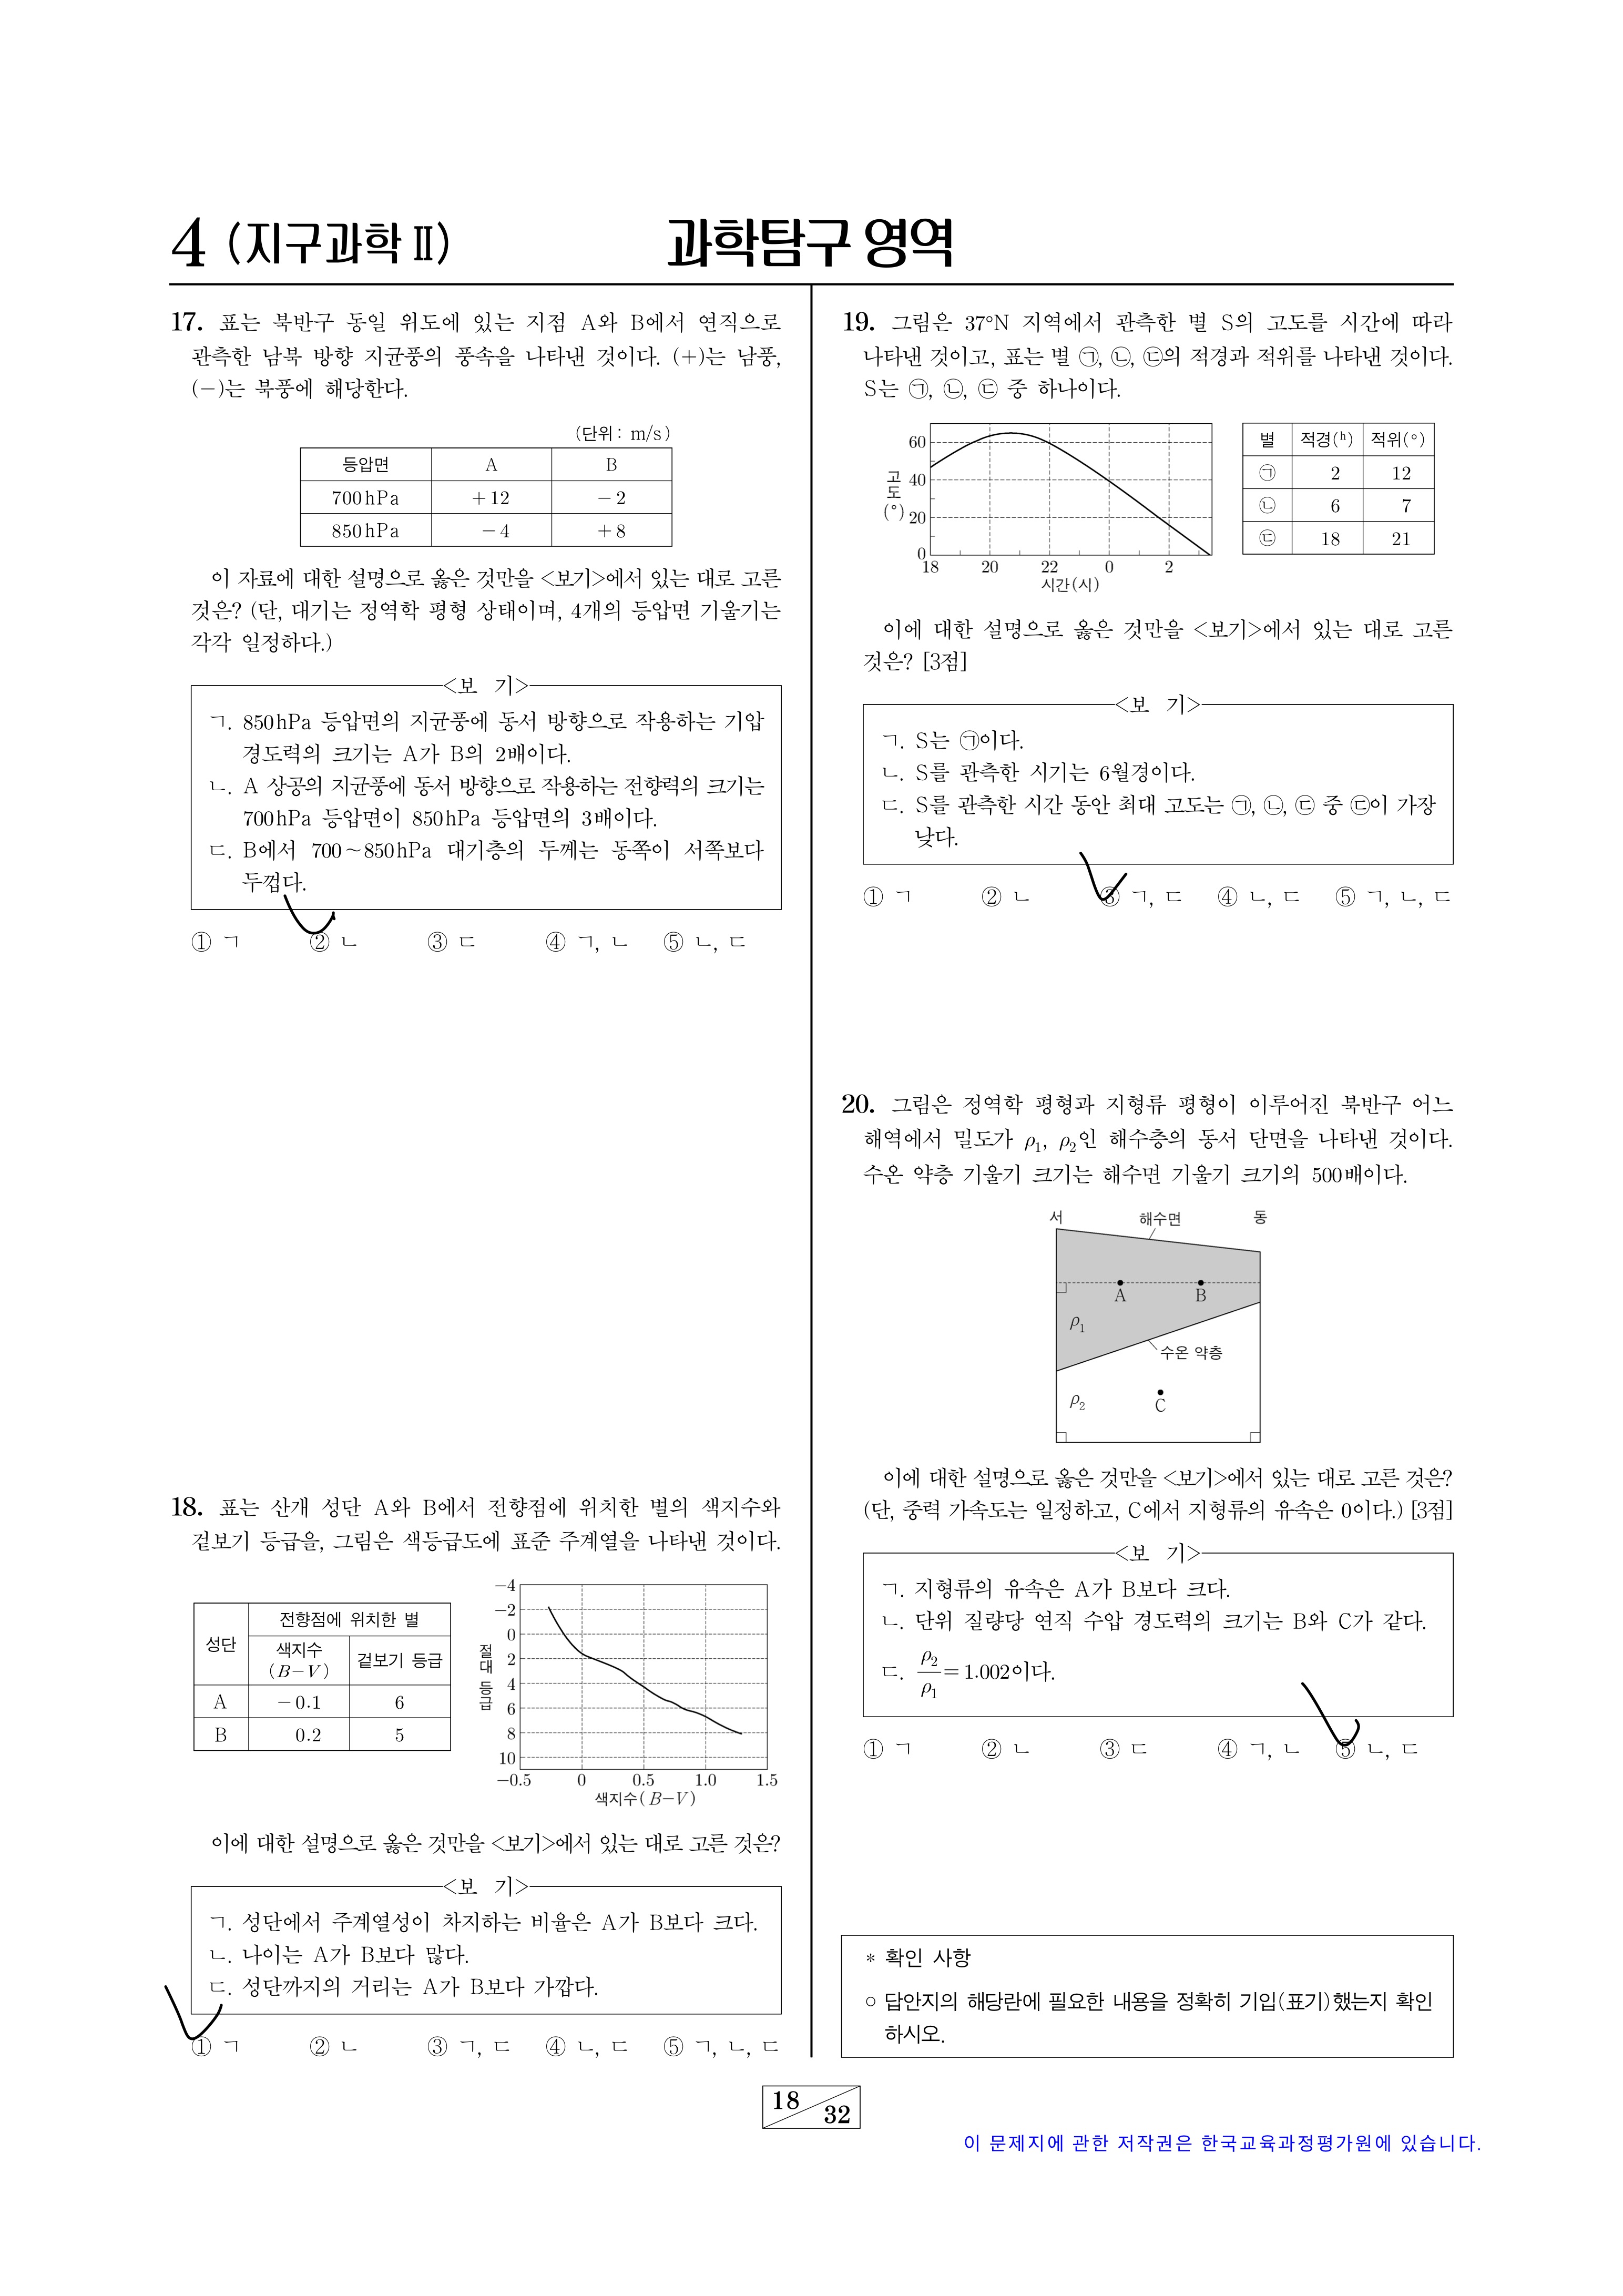 4 (지구과학 Ⅱ)
과학탐구 영역
17. 표는 북반구 동일 위도에 있는 지점 A와 B에서 연직으로
관측한 남북 방향 지균풍의 풍속을 나타낸 것이다. (+)는 남풍,
(-)는 북풍에 해당한다.
(단위: m/s)
등압면 A B
700hPa +12 -2
850hPa -4 +8
이 자료에 대한 설명으로 옳은 것만을 <보기>에서 있는 대로 고른
것은? (단, 대기는 정역학 평형 상태이며, 4개의 등압면 기울기는
각각 일정하다.)
<보 기>
ㄱ. 850hPa 등압면의 지균풍에 동서 방향으로 작용하는 기압
경도력의 크기는 A가 B의 2배이다.
ㄴ. A 상공의 지균풍에 동서 방향으로 작용하는 전향력의 크기는
700hPa 등압면이 850hPa 등압면의 3배이다.
ㄷ. B에서 700~850hPa 대기층의 두께는 동쪽이 서쪽보다
두껍다.
① ㄱ ② ㄴ ③ ㄷ ④ ㄱ, ㄴ ⑤ ㄴ, ㄷ
18. 표는 산개 성단 A와 B에서 전향점에 위치한 별의 색지수와
겉보기 등급을, 그림은 색등급도에 표준 주계열을 나타낸 것이다.
성단 전향점에 위치한 별
색지수 (B-V) 겉보기 등급
A -0.1 6
B 0.2 5
절대 등급
-4
-2
0
2
4
6
8
10
-0.5 0 0.5 1.0 1.5
색지수(B-V)
이에 대한 설명으로 옳은 것만을 <보기>에서 있는 대로 고른 것은?
<보 기>
ㄱ. 성단에서 주계열성이 차지하는 비율은 A가 B보다 크다.
ㄴ. 나이는 A가 B보다 많다.
ㄷ. 성단까지의 거리는 A가 B보다 가깝다.
① ㄱ ② ㄴ ③ ㄱ, ㄷ ④ ㄴ, ㄷ ⑤ ㄱ, ㄴ, ㄷ
19. 그림은 37°N 지역에서 관측한 별 S의 고도를 시간에 따라
나타낸 것이고, 표는 별 ㉠, ㉡, ㉢의 적경과 적위를 나타낸 것이다.
S는 ㉠, ㉡, ㉢ 중 하나이다.
고도(°)
60
40
20
0
18 20 22 0 2
시간(시)
별 적경(h) 적위(°)
㉠ 2 12
㉡ 6 7
㉢ 18 21
이에 대한 설명으로 옳은 것만을 <보기>에서 있는 대로 고른
것은? [3점]
<보 기>
ㄱ. S는 ㉠이다.
ㄴ. S를 관측한 시기는 6월경이다.
ㄷ. S를 관측한 시간 동안 최대 고도는 ㉠, ㉡, ㉢ 중 ㉢이 가장
낮다.
① ㄱ ② ㄴ ③ ㄱ, ㄷ ④ ㄴ, ㄷ ⑤ ㄱ, ㄴ, ㄷ
20. 그림은 정역학 평형과 지형류 평형이 이루어진 북반구 어느
해역에서 밀도가 ρ₁, ρ₂인 해수층의 동서 단면을 나타낸 것이다.
수온 약층 기울기 크기는 해수면 기울기 크기의 500배이다.
서 해수면 동
A B
ρ₁
수온 약층
ρ₂ C
이에 대한 설명으로 옳은 것만을 <보기>에서 있는 대로 고른 것은?
(단, 중력 가속도는 일정하고, C에서 지형류의 유속은 0이다.) [3점]
<보 기>
ㄱ. 지형류의 유속은 A가 B보다 크다.
ㄴ. 단위 질량당 연직 수압 경도력의 크기는 B와 C가 같다.
ㄷ. ρ₂/ρ₁ = 1.002이다.
① ㄱ ② ㄴ ③ ㄷ ④ ㄱ, ㄴ ⑤ ㄴ, ㄷ
* 확인 사항
○ 답안지의 해당란에 필요한 내용을 정확히 기입(표기)했는지 확인
하시오.
18 32
이 문제지에 관한 저작권은 한국교육과정평가원에 있습니다.